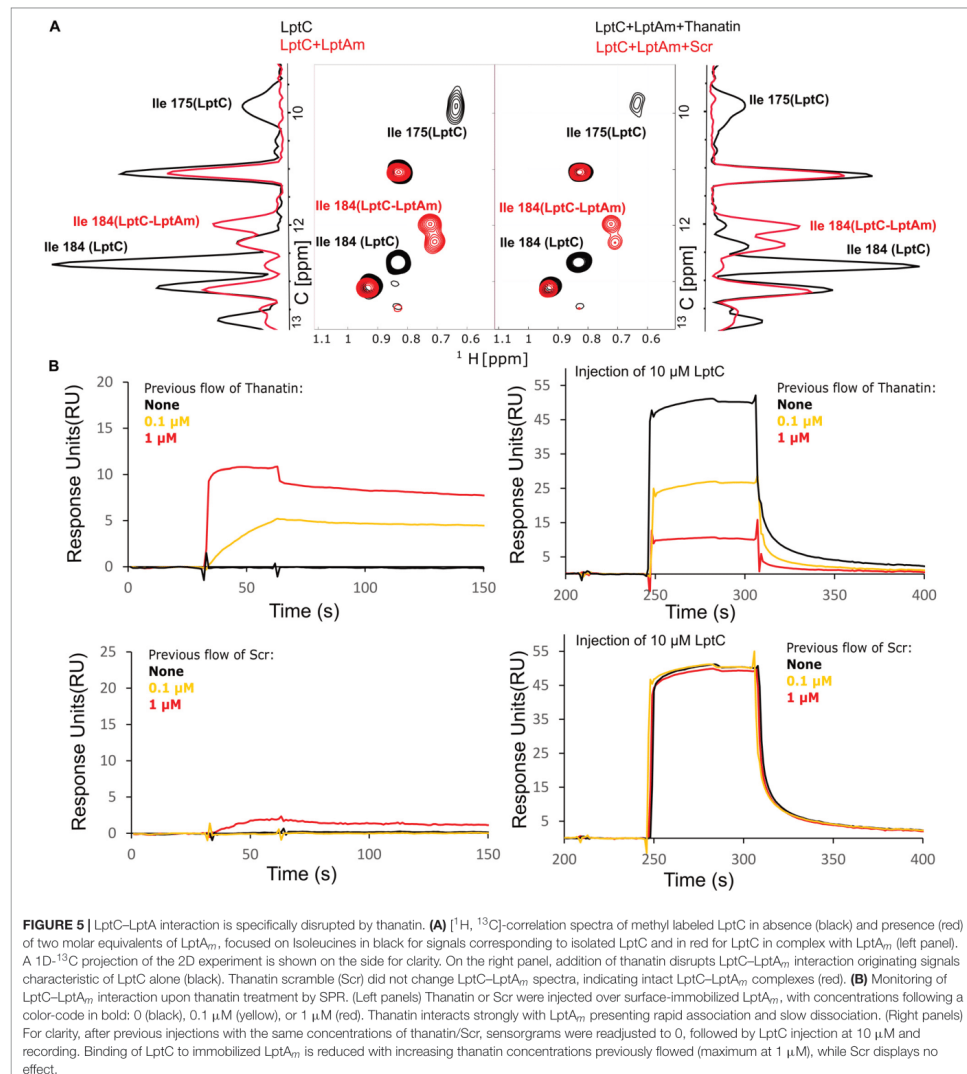 A
LptC
LptC+LptAm
LptC+LptAm+Thanatin
LptC+LptAm+Scr
Ile 175(LptC)
Ile 184(LptC-LptAm)
Ile 184 (LptC)
10
12
13
C [ppm]
Ile 175(LptC)
Ile 184(LptC-LptAm)
Ile 184 (LptC)
1.1 1 0.9 0.8 0.7 0.6
Ile 175(LptC)
Ile 184(LptC-LptAm)
Ile 184 (LptC)
1.1 1 0.9 0.8 0.7 0.6
¹ H [ppm]
10
12
13
C [ppm]
Ile 175(LptC)
Ile 184(LptC-LptAm)
Ile 184 (LptC)
B
Previous flow of Thanatin:
None
0.1 µM
1 µM
Response Units(RU)
20
15
10
5
0
0 50 100 150
Time (s)
Injection of 10 µM LptC
Previous flow of Thanatin:
None
0.1 µM
1 µM
Response Units(RU)
55
45
35
25
15
5
200 250 300 350 400
Time (s)
Previous flow of Scr:
None
0.1 µM
1 µM
Response Units(RU)
25
20
15
10
5
0
0 50 100 150
Time (s)
Injection of 10 µM LptC
Previous flow of Scr:
None
0.1 µM
1 µM
Response Units(RU)
55
45
35
25
15
5
200 250 300 350 400
Time (s)
FIGURE 5 | LptC–LptA interaction is specifically disrupted by thanatin. (A) [¹H, ¹³C]-correlation spectra of methyl labeled LptC in absence (black) and presence (red)
of two molar equivalents of LptAm, focused on Isoleucines in black for signals corresponding to isolated LptC and in red for LptC in complex with LptAm (left panel).
A 1D-¹³C projection of the 2D experiment is shown on the side for clarity. On the right panel, addition of thanatin disrupts LptC–LptAm interaction originating signals
characteristic of LptC alone (black). Thanatin scramble (Scr) did not change LptC–LptAm spectra, indicating intact LptC–LptAm complexes (red). (B) Monitoring of
LptC–LptAm interaction upon thanatin treatment by SPR. (Left panels) Thanatin or Scr were injected over surface-immobilized LptAm, with concentrations following a
color-code in bold: 0 (black), 0.1 µM (yellow), or 1 µM (red). Thanatin interacts strongly with LptAm presenting rapid association and slow dissociation. (Right panels)
For clarity, after previous injections with the same concentrations of thanatin/Scr, sensorgrams were readjusted to 0, followed by LptC injection at 10 µM and
recording. Binding of LptC to immobilized LptAm is reduced with increasing thanatin concentrations previously flowed (maximum at 1 µM), while Scr displays no
effect.